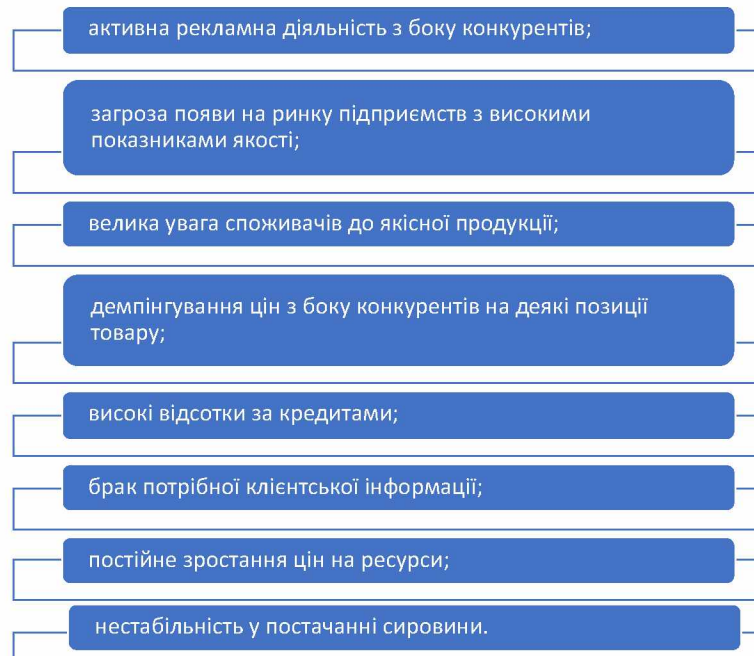 активна рекламна діяльність з боку конкурентів;
загроза появи на ринку підприємств з високими
показниками якості;
велика увага споживачів до якісної продукції;
демпінгування цін з боку конкурентів на деякі позиції
товару;
високі відсотки за кредитами;
брак потрібної клієнтської інформації;
постійне зростання цін на ресурси;
нестабільність у постачанні сировини.